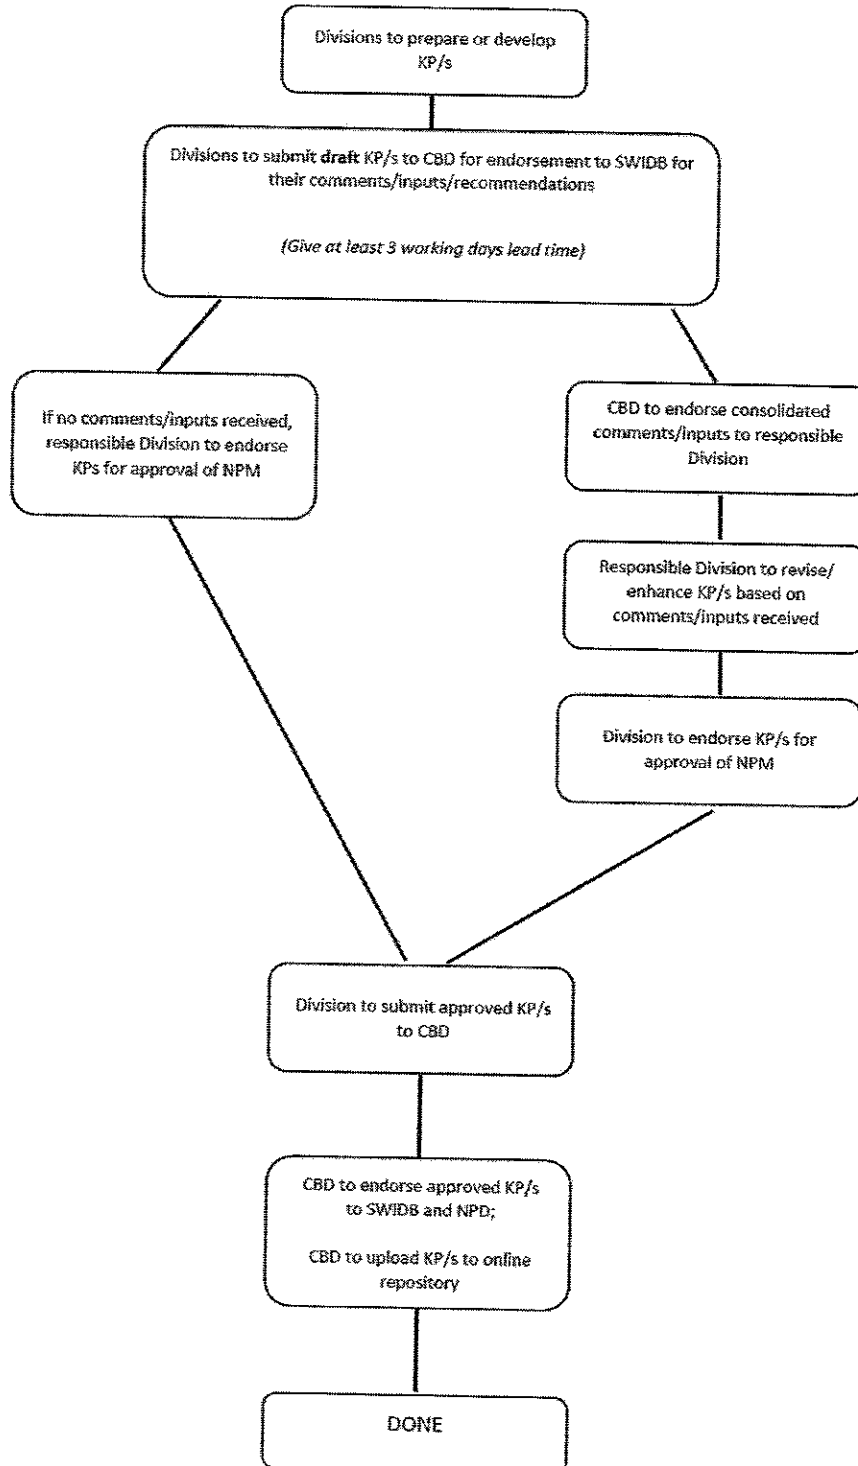 Divisions to prepare or develop
KP/s
Divisions to submit draft KP/s to CBD for endorsement to SWIDB for
their comments/inputs/recommendations
(Give at least 3 working days lead time)
If no comments/inputs received,
responsible Division to endorse
KPs for approval of NPM
CBD to endorse consolidated
comments/inputs to responsible
Division
Responsible Division to revise/
enhance KP/s based on
comments/inputs received
Division to endorse KP/s for
approval of NPM
Division to submit approved KP/s
to CBD
CBD to endorse approved KP/s
to SWIDB and NPD;
CBD to upload KP/s to online
repository
DONE